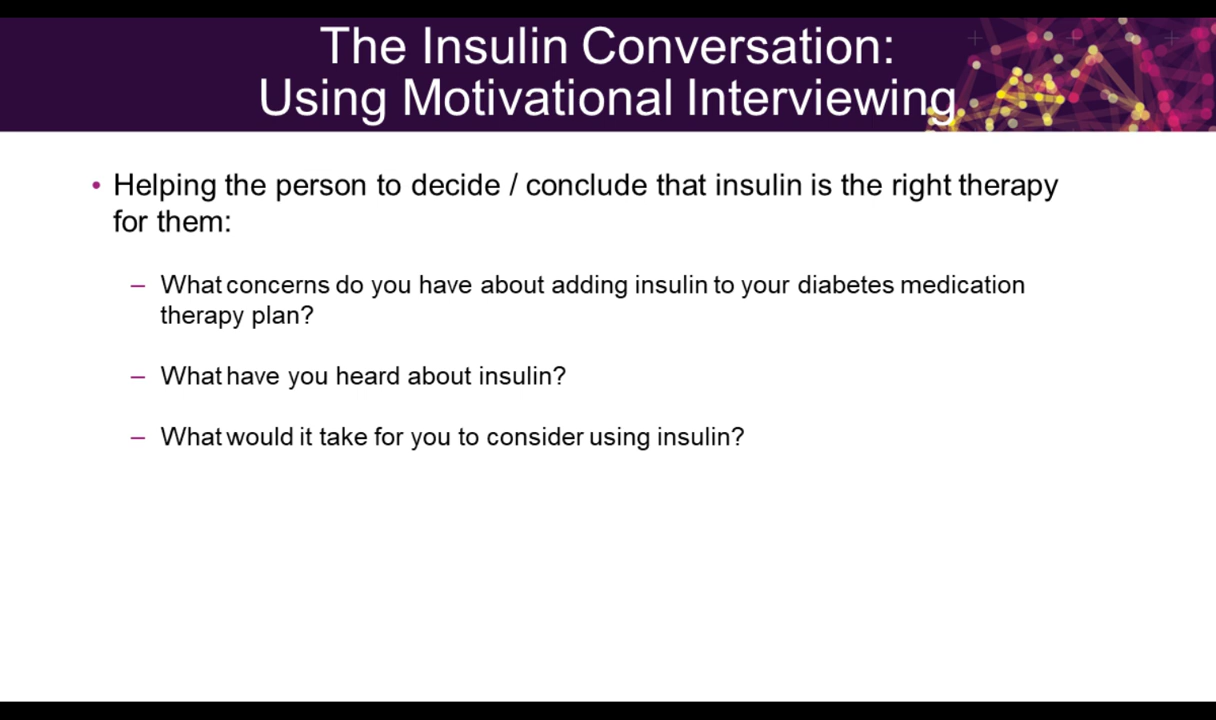 The Insulin Conversation:
Using Motivational Interviewing
• Helping the person to decide / conclude that insulin is the right therapy
for them:
– What concerns do you have about adding insulin to your diabetes medication
therapy plan?
– What have you heard about insulin?
– What would it take for you to consider using insulin?